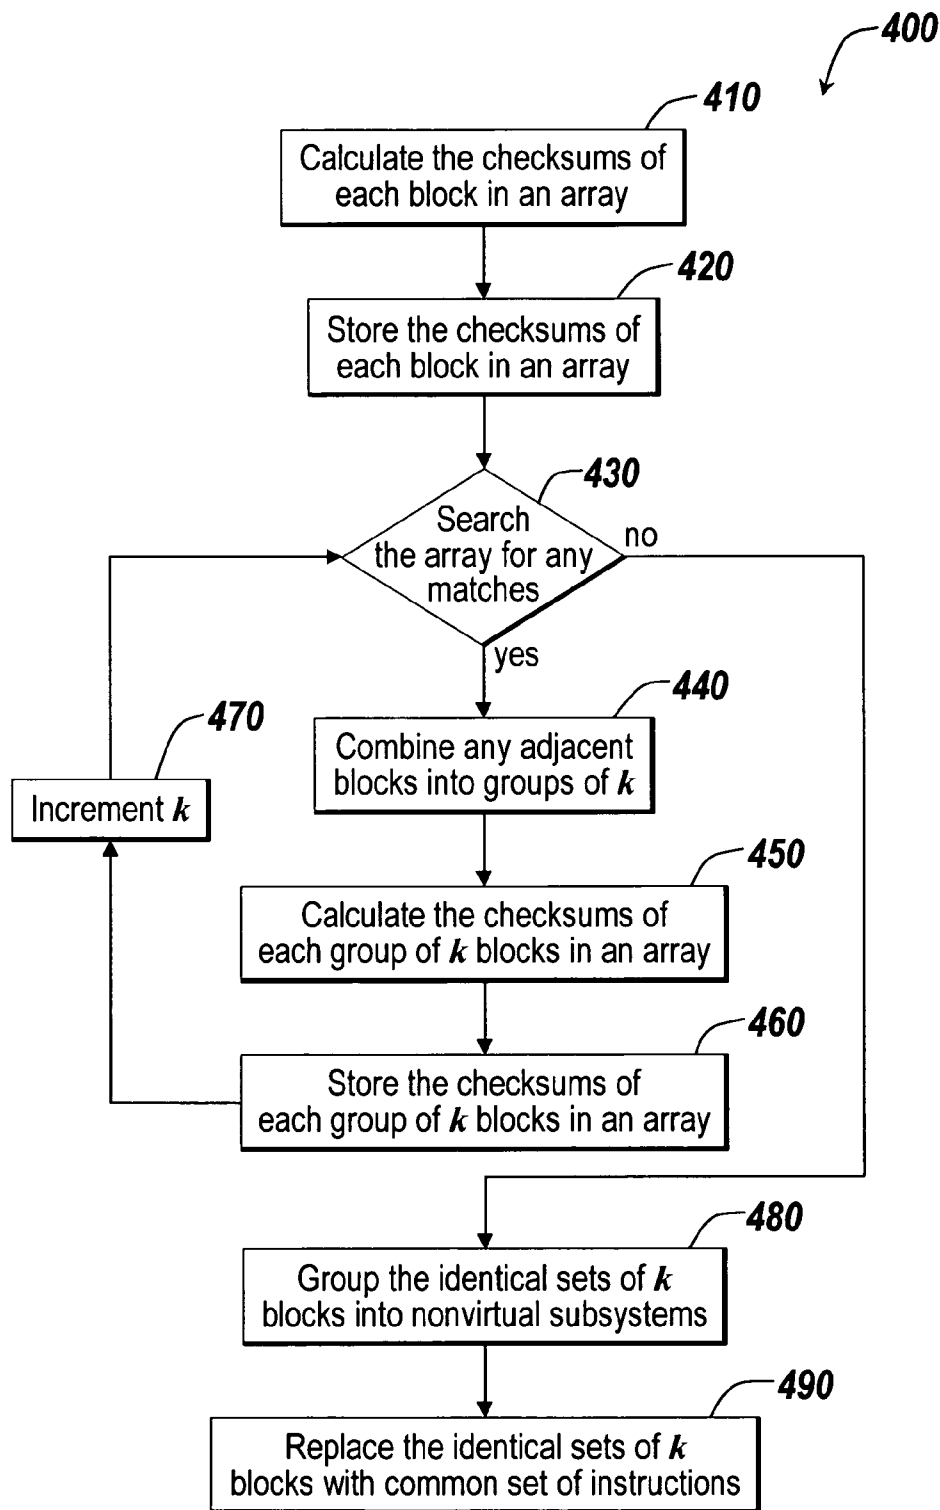 400
410
Calculate the checksums of
each block in an array
420
Store the checksums of
each block in an array
430
Search
the array for any
matches
no
yes
440
Combine any adjacent
blocks into groups of k
470
Increment k
450
Calculate the checksums of
each group of k blocks in an array
460
Store the checksums of
each group of k blocks in an array
480
Group the identical sets of k
blocks into nonvirtual subsystems
490
Replace the identical sets of k
blocks with common set of instructions